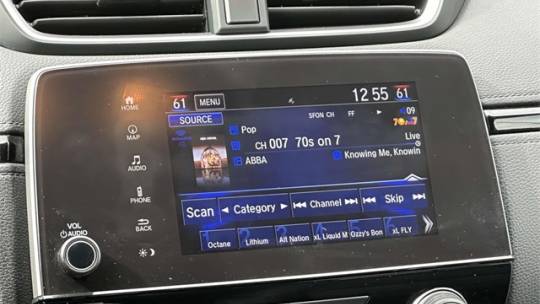 HOME
MAP
AUDIO
PHONE
BACK
VOL
AUDIO
61 MENU 12 55 61
SOURCE SFON CH FF 09
Pop
CH 007 70s on 7 Live
ABBA Knowing Me, Knowin
Scan Category Channel Skip
Octane Lithium Alt Nation xL Liquid M Ozzy's Bon xL FLY